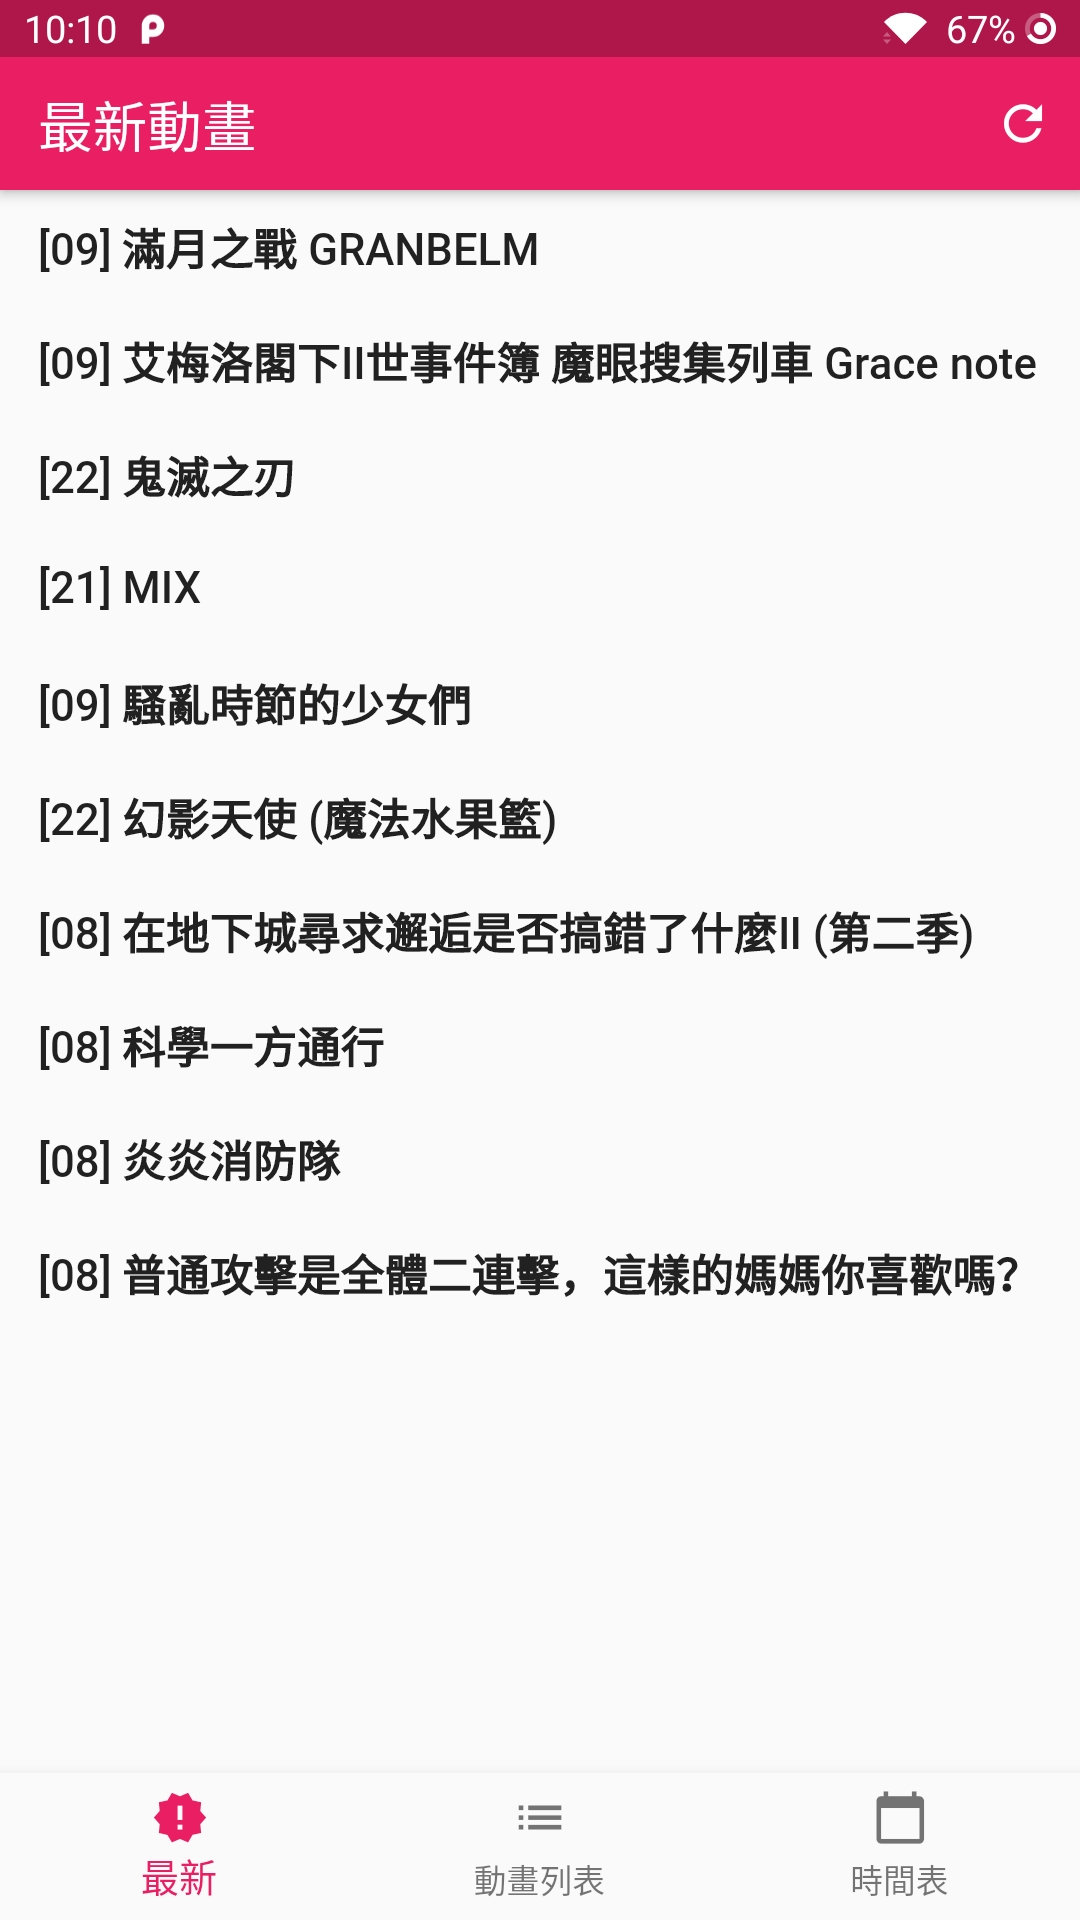 10:10 67%
最新動畫
[09] 滿月之戰 GRANBELM
[09] 艾梅洛閣下II世事件簿 魔眼搜集列車 Grace note
[22] 鬼滅之刃
[21] MIX
[09] 騷亂時節的少女們
[22] 幻影天使 (魔法水果籃)
[08] 在地下城尋求邂逅是否搞錯了什麼II (第二季)
[08] 科學一方通行
[08] 炎炎消防隊
[08] 普通攻擊是全體二連擊，這樣的媽媽你喜歡嗎？
最新 動畫列表 時間表